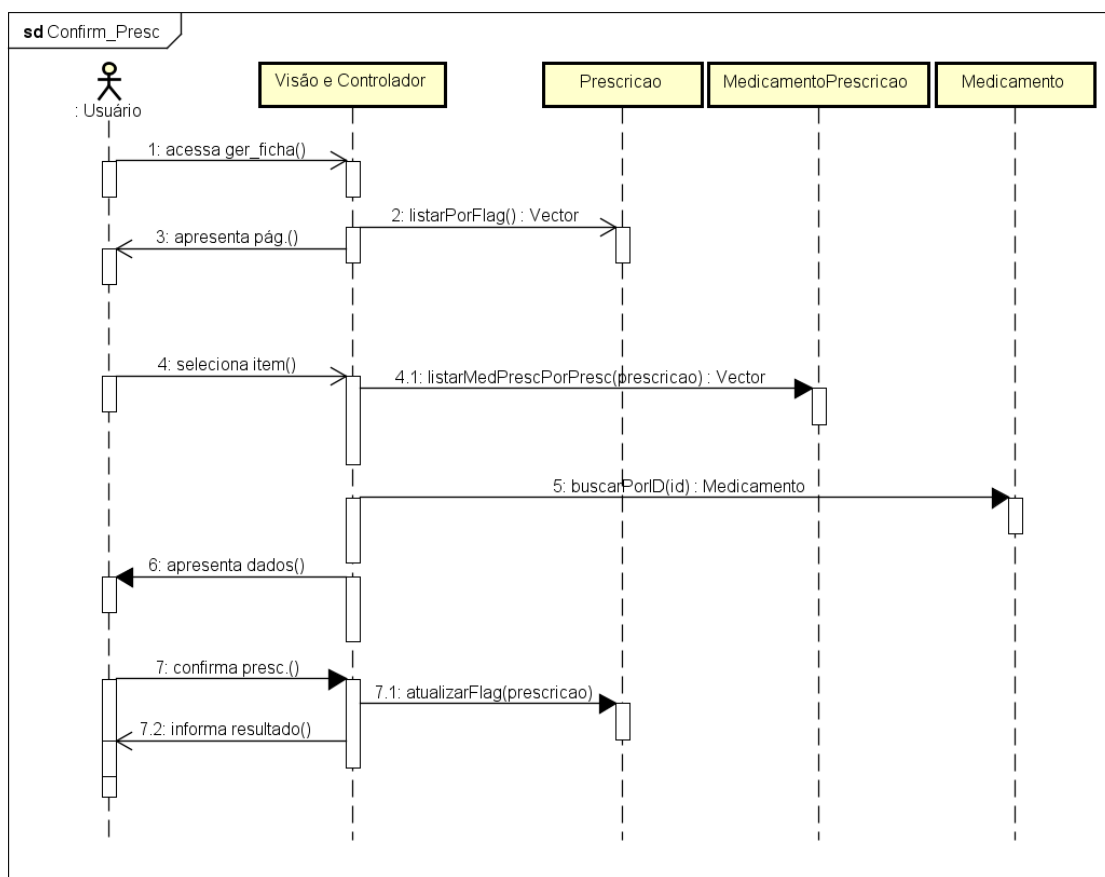 sd Confirm_Presc
: Usuário
Visão e Controlador
Prescricao
MedicamentoPrescricao
Medicamento
1: acessa ger_ficha()
2: listarPorFlag() : Vector
3: apresenta pág.()
4: seleciona item()
4.1: listarMedPrescPorPresc(prescricao) : Vector
5: buscarPorID(id) : Medicamento
6: apresenta dados()
7: confirma presc.()
7.1: atualizarFlag(prescricao)
7.2: informa resultado()